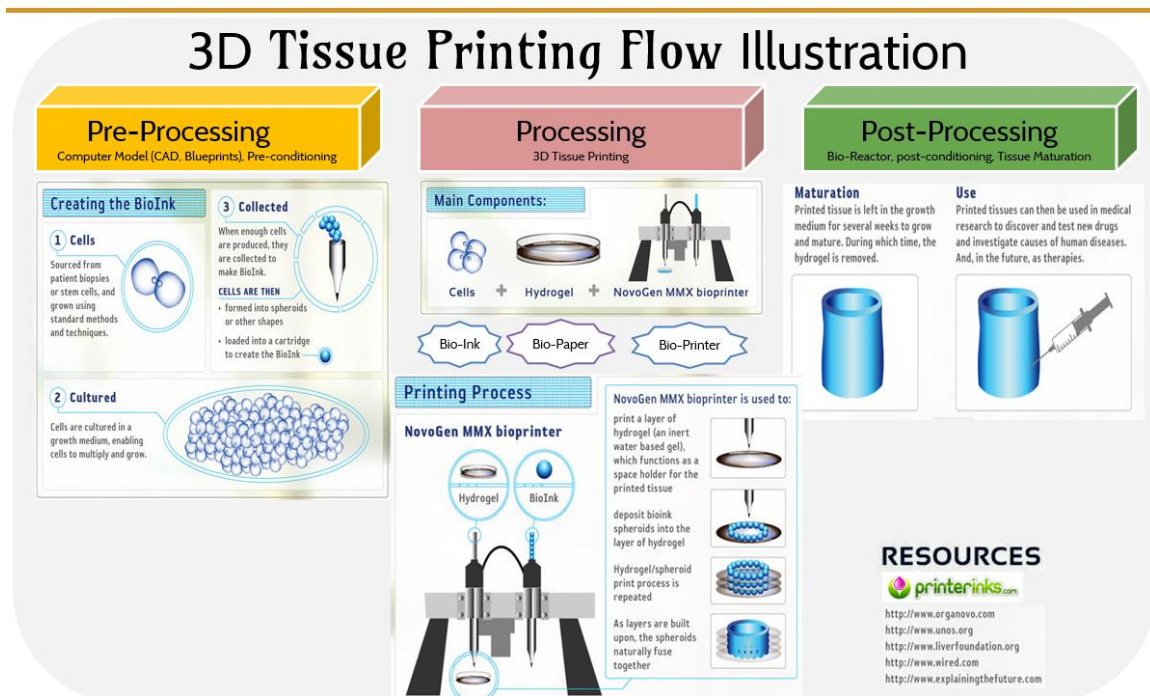 3D Tissue Printing Flow Illustration
Pre-Processing
Computer Model (CAD, Blueprints), Pre-conditioning
Creating the BioInk
1 Cells
Sourced from
patient biopsies
or stem cells, and
grown using
standard methods
and techniques.
3 Collected
When enough cells
are produced, they
are collected to
make BioInk.
CELLS ARE THEN
• formed into spheroids
or other shapes
• loaded into a cartridge
to create the BioInk
2 Cultured
Cells are cultured in a
growth medium, enabling
cells to multiply and grow.
Processing
3D Tissue Printing
Main Components:
Cells + Hydrogel + NovoGen MMX bioprinter
Bio-Ink
Bio-Paper
Bio-Printer
Printing Process
NovoGen MMX bioprinter
Hydrogel
BioInk
NovoGen MMX bioprinter is used to:
print a layer of
hydrogel (an inert
water based gel),
which functions as a
space holder for the
printed tissue
deposit bioink
spheroids into the
layer of hydrogel
Hydrogel/spheroid
print process is
repeated
As layers are built
upon, the spheroids
naturally fuse
together
Post-Processing
Bio-Reactor, post-conditioning, Tissue Maturation
Maturation
Printed tissue is left in the growth
medium for several weeks to grow
and mature. During which time, the
hydrogel is removed.
Use
Printed tissues can then be used in medical
research to discover and test new drugs
and investigate causes of human diseases.
And, in the future, as therapies.
RESOURCES
printerinks.com
http://www.organovo.com
http://www.unos.org
http://www.liverfoundation.org
http://www.wired.com
http://www.explainingthefuture.com